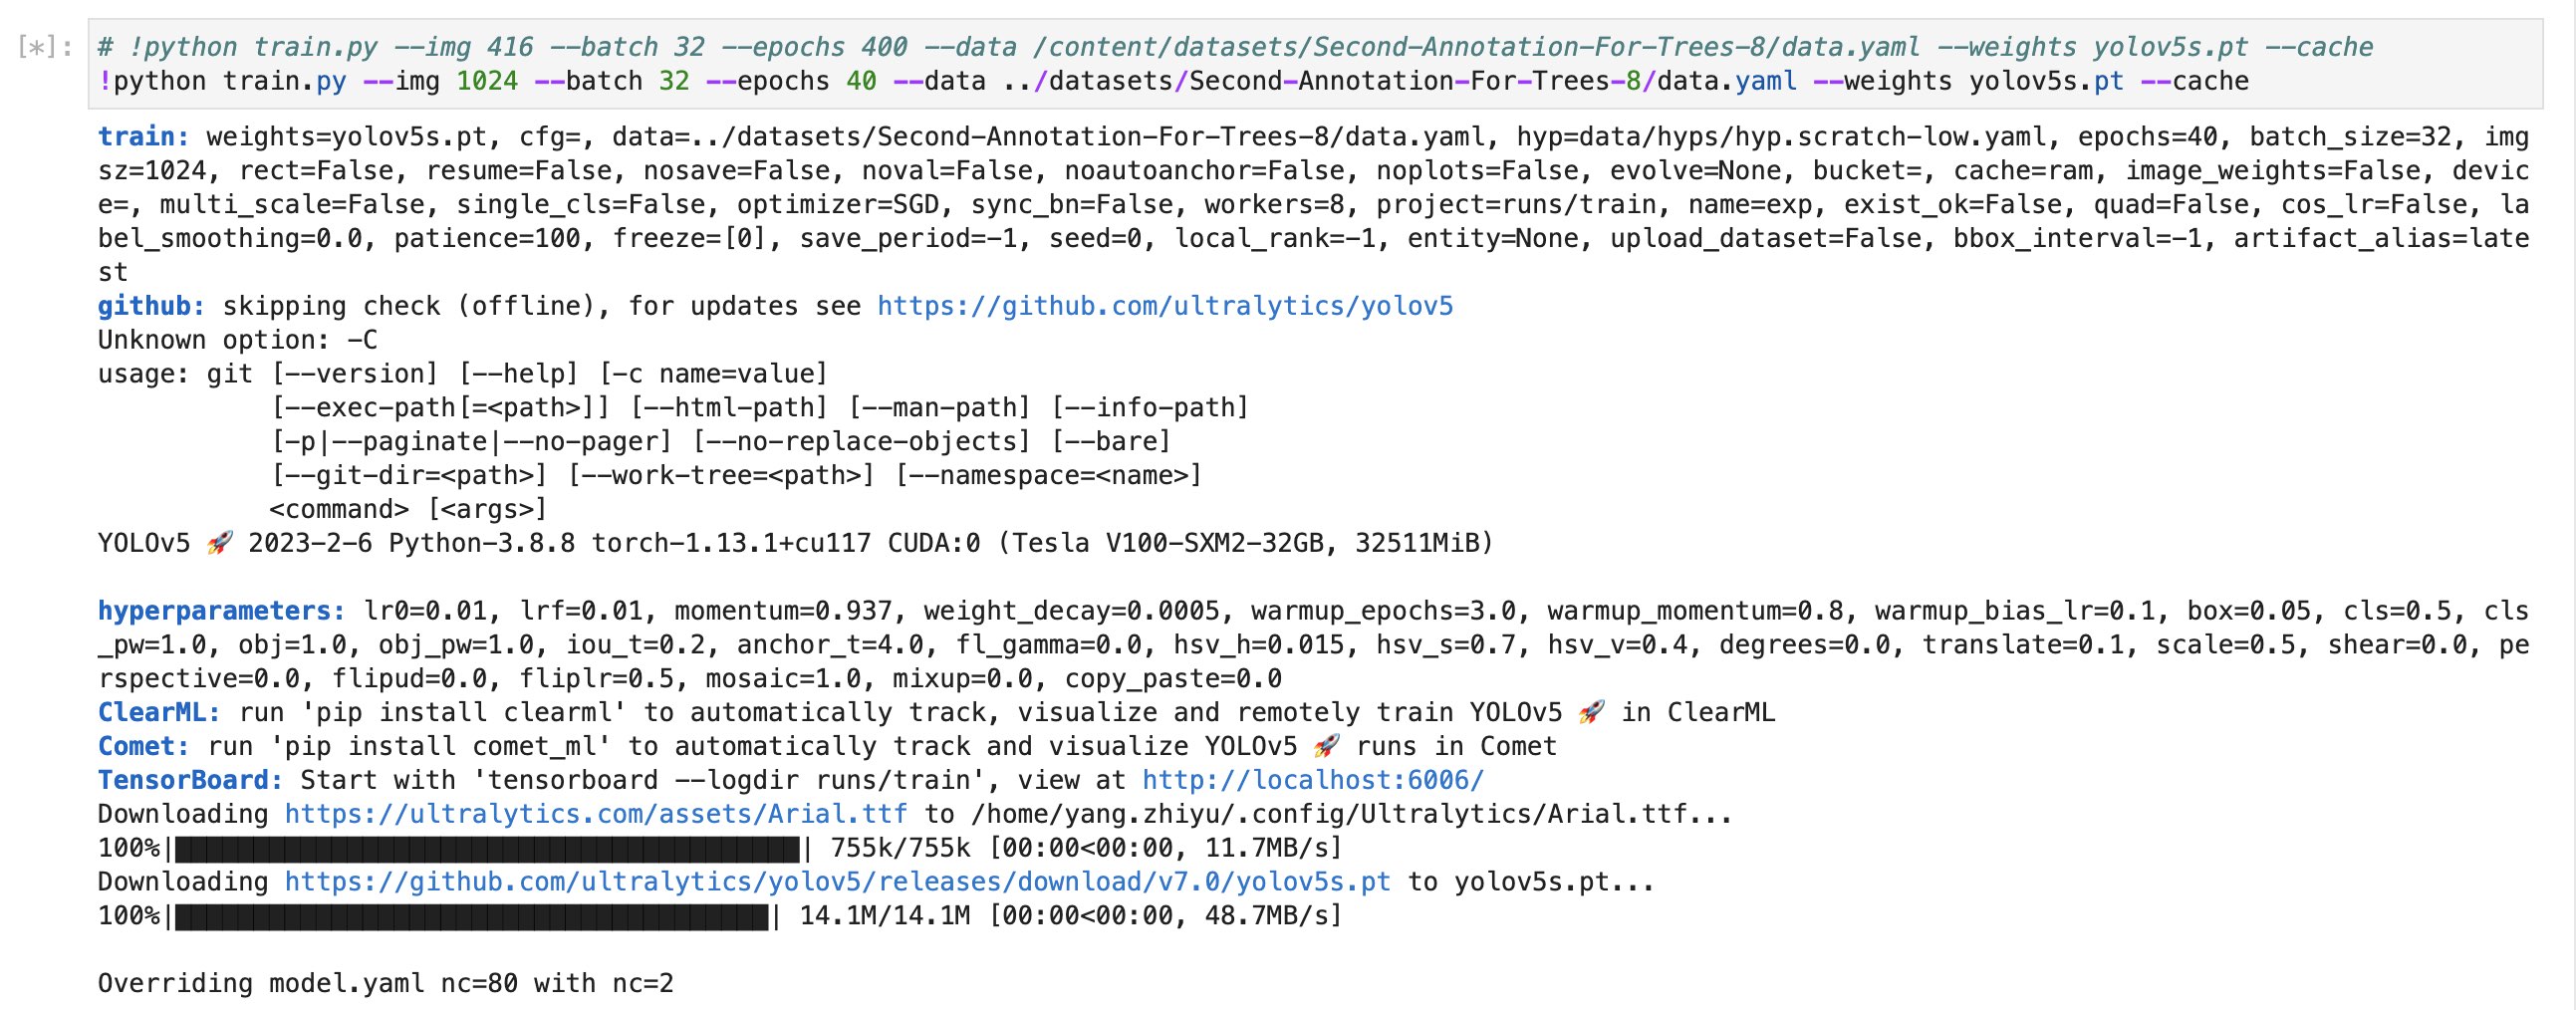 [*]: # !python train.py --img 416 --batch 32 --epochs 400 --data /content/datasets/Second-Annotation-For-Trees-8/data.yaml --weights yolov5s.pt --cache
!python train.py --img 1024 --batch 32 --epochs 40 --data ../datasets/Second-Annotation-For-Trees-8/data.yaml --weights yolov5s.pt --cache
train: weights=yolov5s.pt, cfg=, data=../datasets/Second-Annotation-For-Trees-8/data.yaml, hyp=data/hyps/hyp.scratch-low.yaml, epochs=40, batch_size=32, img
sz=1024, rect=False, resume=False, nosave=False, noval=False, noautoanchor=False, noplots=False, evolve=None, bucket=, cache=ram, image_weights=False, devic
e=, multi_scale=False, single_cls=False, optimizer=SGD, sync_bn=False, workers=8, project=runs/train, name=exp, exist_ok=False, quad=False, cos_lr=False, la
bel_smoothing=0.0, patience=100, freeze=[0], save_period=-1, seed=0, local_rank=-1, entity=None, upload_dataset=False, bbox_interval=-1, artifact_alias=late
st
github: skipping check (offline), for updates see https://github.com/ultralytics/yolov5
Unknown option: -C
usage: git [--version] [--help] [-c name=value]
           [--exec-path[=<path>]] [--html-path] [--man-path] [--info-path]
           [-p|--paginate|--no-pager] [--no-replace-objects] [--bare]
           [--git-dir=<path>] [--work-tree=<path>] [--namespace=<name>]
           <command> [<args>]
YOLOv5 🚀 2023-2-6 Python-3.8.8 torch-1.13.1+cu117 CUDA:0 (Tesla V100-SXM2-32GB, 32511MiB)
hyperparameters: lr0=0.01, lrf=0.01, momentum=0.937, weight_decay=0.0005, warmup_epochs=3.0, warmup_momentum=0.8, warmup_bias_lr=0.1, box=0.05, cls=0.5, cls
_pw=1.0, obj=1.0, obj_pw=1.0, iou_t=0.2, anchor_t=4.0, fl_gamma=0.0, hsv_h=0.015, hsv_s=0.7, hsv_v=0.4, degrees=0.0, translate=0.1, scale=0.5, shear=0.0, pe
rspective=0.0, flipud=0.0, fliplr=0.5, mosaic=1.0, mixup=0.0, copy_paste=0.0
ClearML: run 'pip install clearml' to automatically track, visualize and remotely train YOLOv5 🚀 in ClearML
Comet: run 'pip install comet_ml' to automatically track and visualize YOLOv5 🚀 runs in Comet
TensorBoard: Start with 'tensorboard --logdir runs/train', view at http://localhost:6006/
Downloading https://ultralytics.com/assets/Arial.ttf to /home/yang.zhiyu/.config/Ultralytics/Arial.ttf...
100%|████████████████████████████████████████| 755k/755k [00:00<00:00, 11.7MB/s]
Downloading https://github.com/ultralytics/yolov5/releases/download/v7.0/yolov5s.pt to yolov5s.pt...
100%|██████████████████████████████████████| 14.1M/14.1M [00:00<00:00, 48.7MB/s]
Overriding model.yaml nc=80 with nc=2